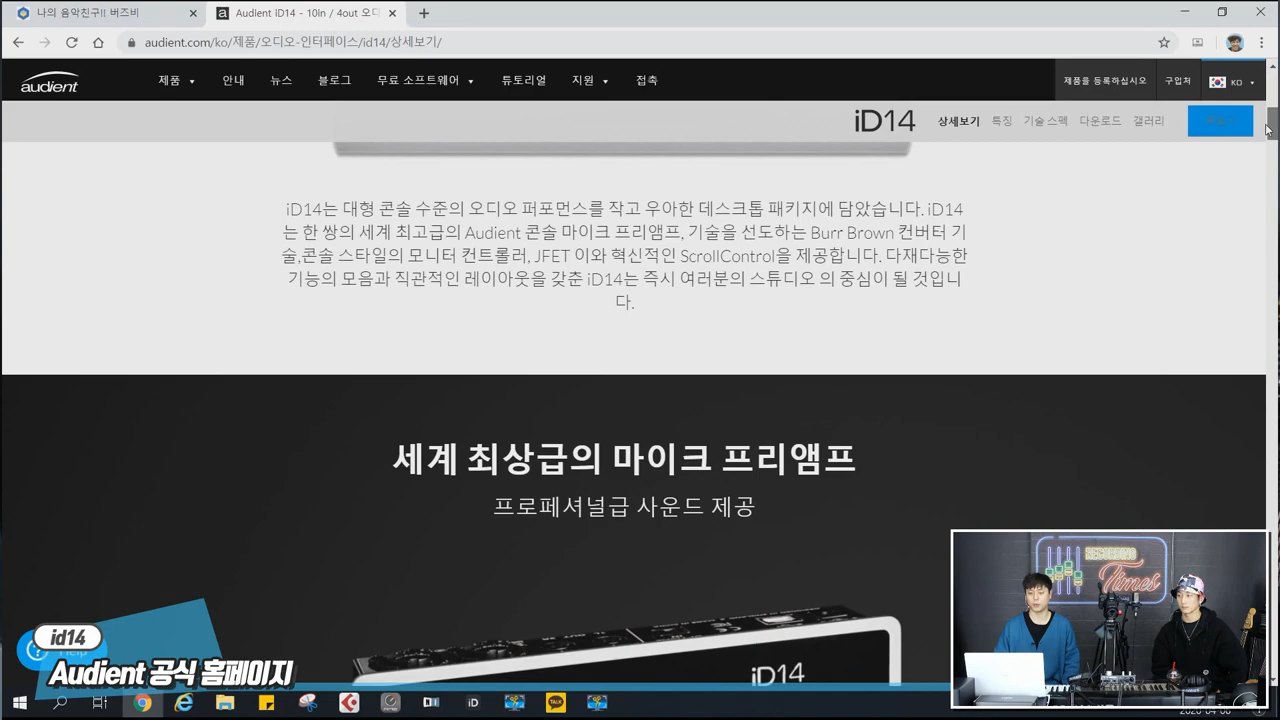 나의 음악친구!! 버즈비
Audient iD14 - 10in / 4out 오디
audient.com/ko/제품/오디오-인터페이스/id14/상세보기/
audient
제품 안내 뉴스 블로그 무료 소프트웨어 튜토리얼 지원 접촉
제품을 등록하십시오 구입처 KO
iD14 상세보기 특징 기술 스펙 다운로드 갤러리
iD14는 대형 콘솔 수준의 오디오 퍼포먼스를 작고 우아한 데스크톱 패키지에 담았습니다. iD14
는 한 쌍의 세계 최고급의 Audient 콘솔 마이크 프리앰프, 기술을 선도하는 Burr Brown 컨버터 기
술,콘솔 스타일의 모니터 컨트롤러, JFET 이와 혁신적인 ScrollControl을 제공합니다. 다재다능한
기능의 모음과 직관적인 레이아웃을 갖춘 iD14는 즉시 여러분의 스튜디오 의 중심이 될 것입니
다.
세계 최상급의 마이크 프리앰프
프로페셔널급 사운드 제공
iD14
RECORDING
Times
id14
Help
Audient 공식 홈페이지
iD
TALK